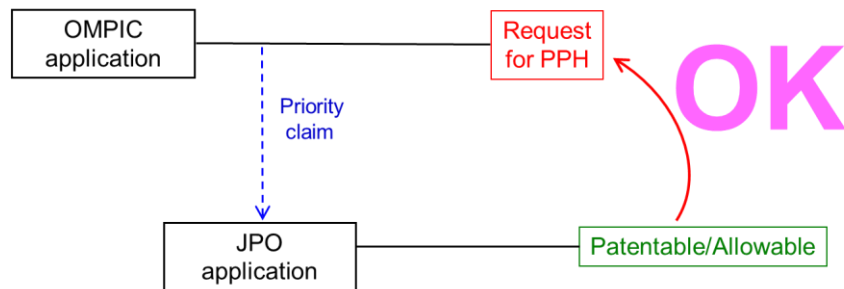 OMPIC
application
Request
for PPH
OK
Priority
claim
JPO
application
Patentable/Allowable